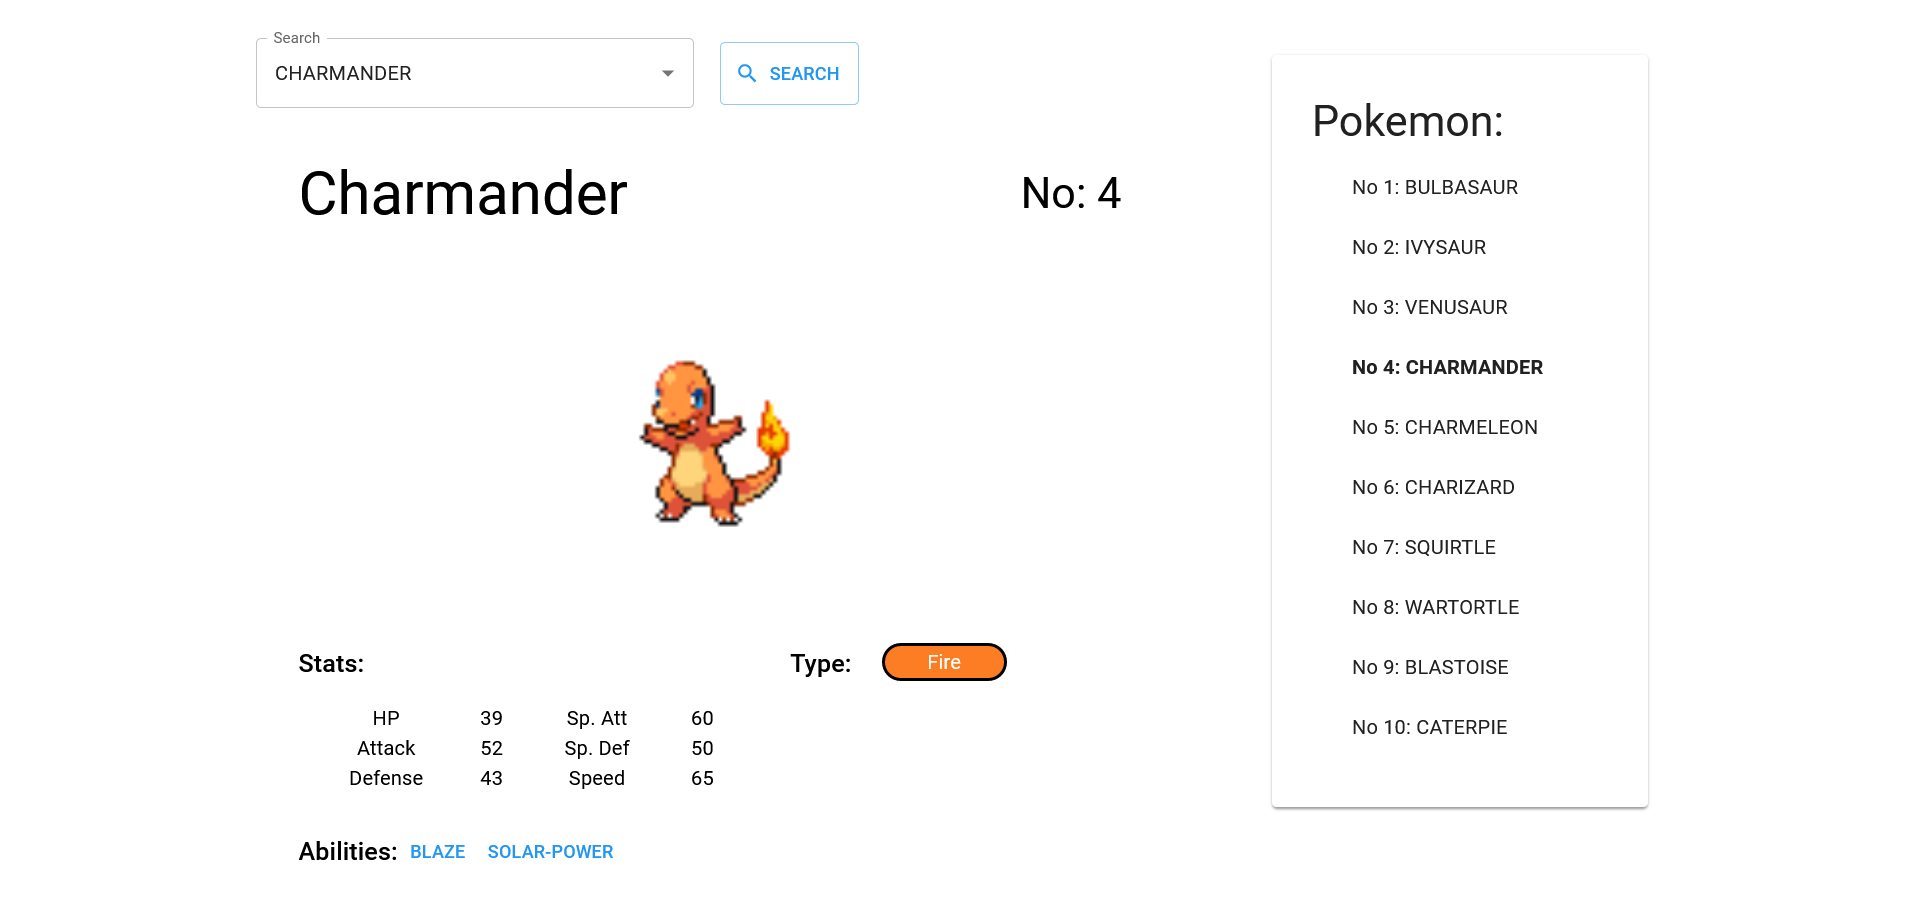 Search
CHARMANDER
SEARCH
Charmander
No: 4
Stats:
HP 39 Sp. Att 60
Attack 52 Sp. Def 50
Defense 43 Speed 65
Type: Fire
Abilities: BLAZE SOLAR-POWER
Pokemon:
No 1: BULBASAUR
No 2: IVYSAUR
No 3: VENUSAUR
No 4: CHARMANDER
No 5: CHARMELEON
No 6: CHARIZARD
No 7: SQUIRTLE
No 8: WARTORTLE
No 9: BLASTOISE
No 10: CATERPIE